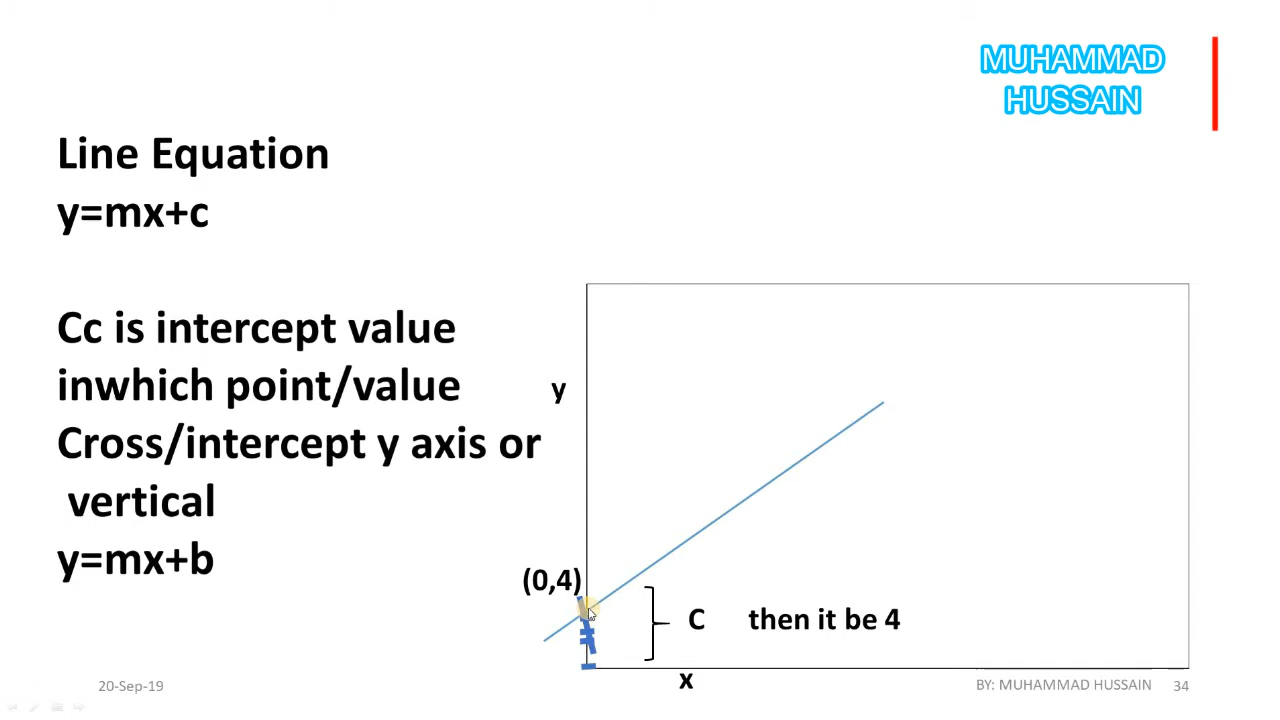 MUHAMMAD
HUSSAIN
Line Equation
y=mx+c
Cc is intercept value
inwhich point/value
Cross/intercept y axis or
vertical
y=mx+b
y
(0,4)
C then it be 4
x
20-Sep-19
BY: MUHAMMAD HUSSAIN 34